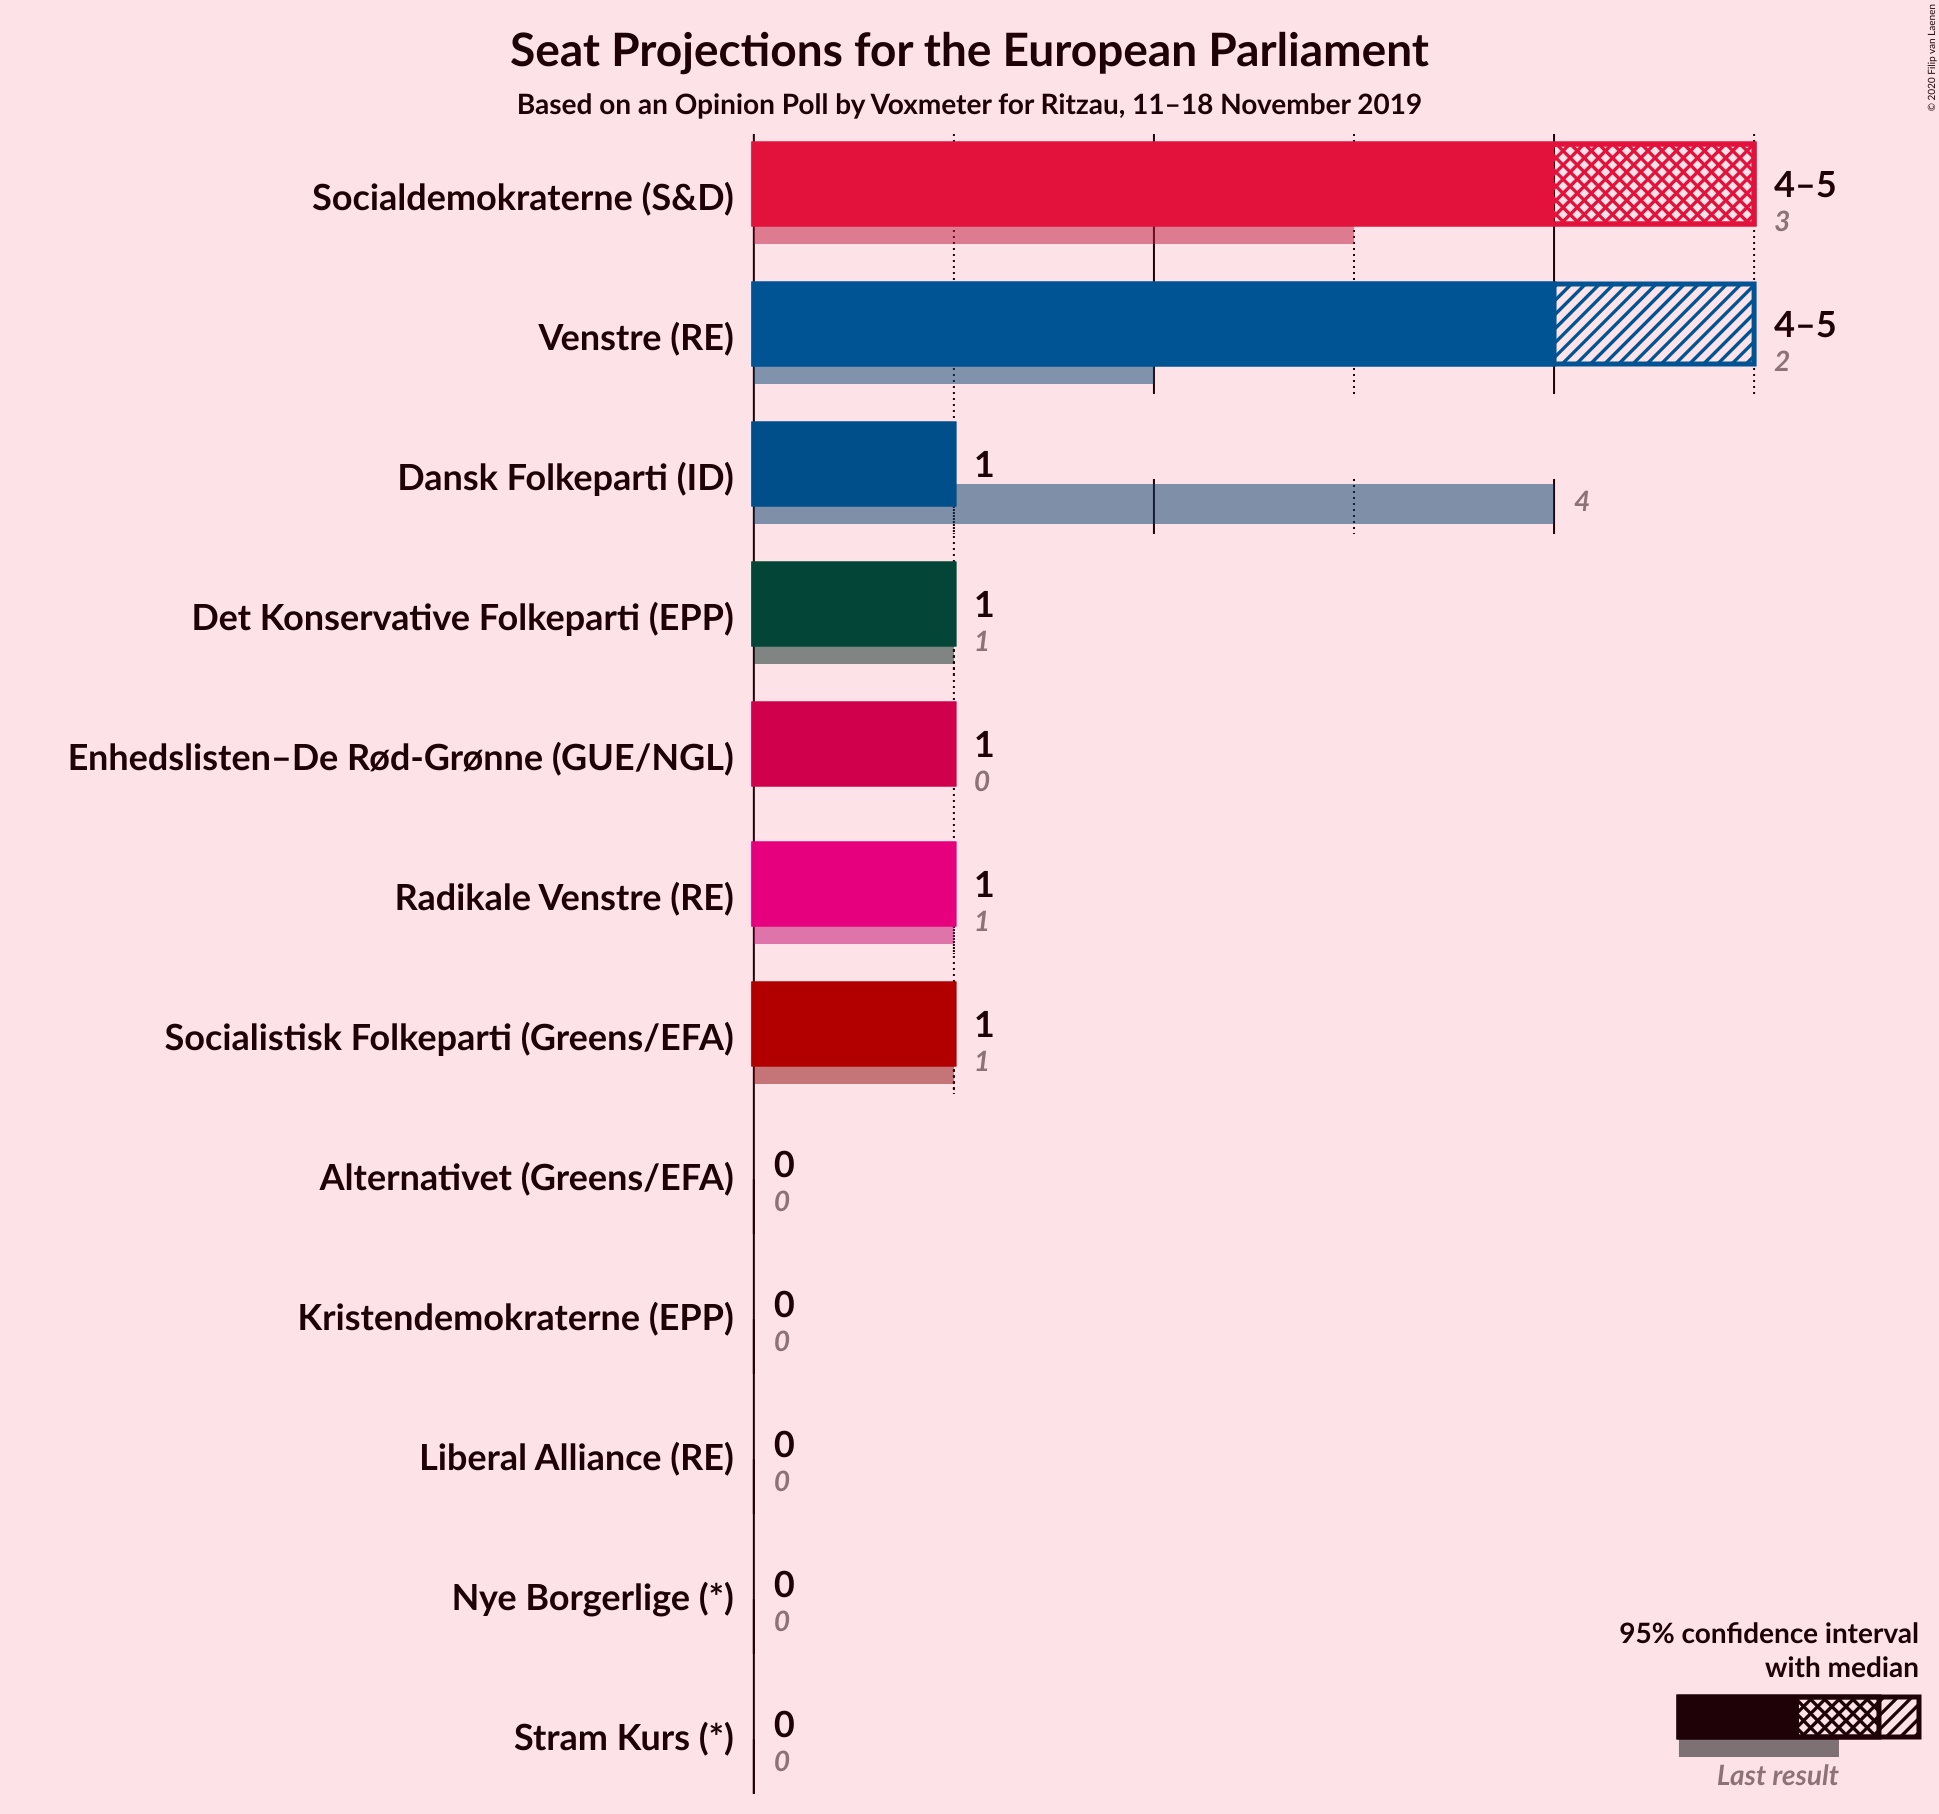 Seat Projections for the European Parliament
Based on an Opinion Poll by Voxmeter for Ritzau, 11–18 November 2019
© 2020 Filip van Laenen
Socialdemokraterne (S&D)
4–5
3
Venstre (RE)
4–5
2
Dansk Folkeparti (ID)
1
4
Det Konservative Folkeparti (EPP)
1
1
Enhedslisten–De Rød-Grønne (GUE/NGL)
1
0
Radikale Venstre (RE)
1
1
Socialistisk Folkeparti (Greens/EFA)
1
1
Alternativet (Greens/EFA)
0
0
Kristendemokraterne (EPP)
0
0
Liberal Alliance (RE)
0
0
Nye Borgerlige (*)
0
0
Stram Kurs (*)
0
0
95% confidence interval
with median
Last result